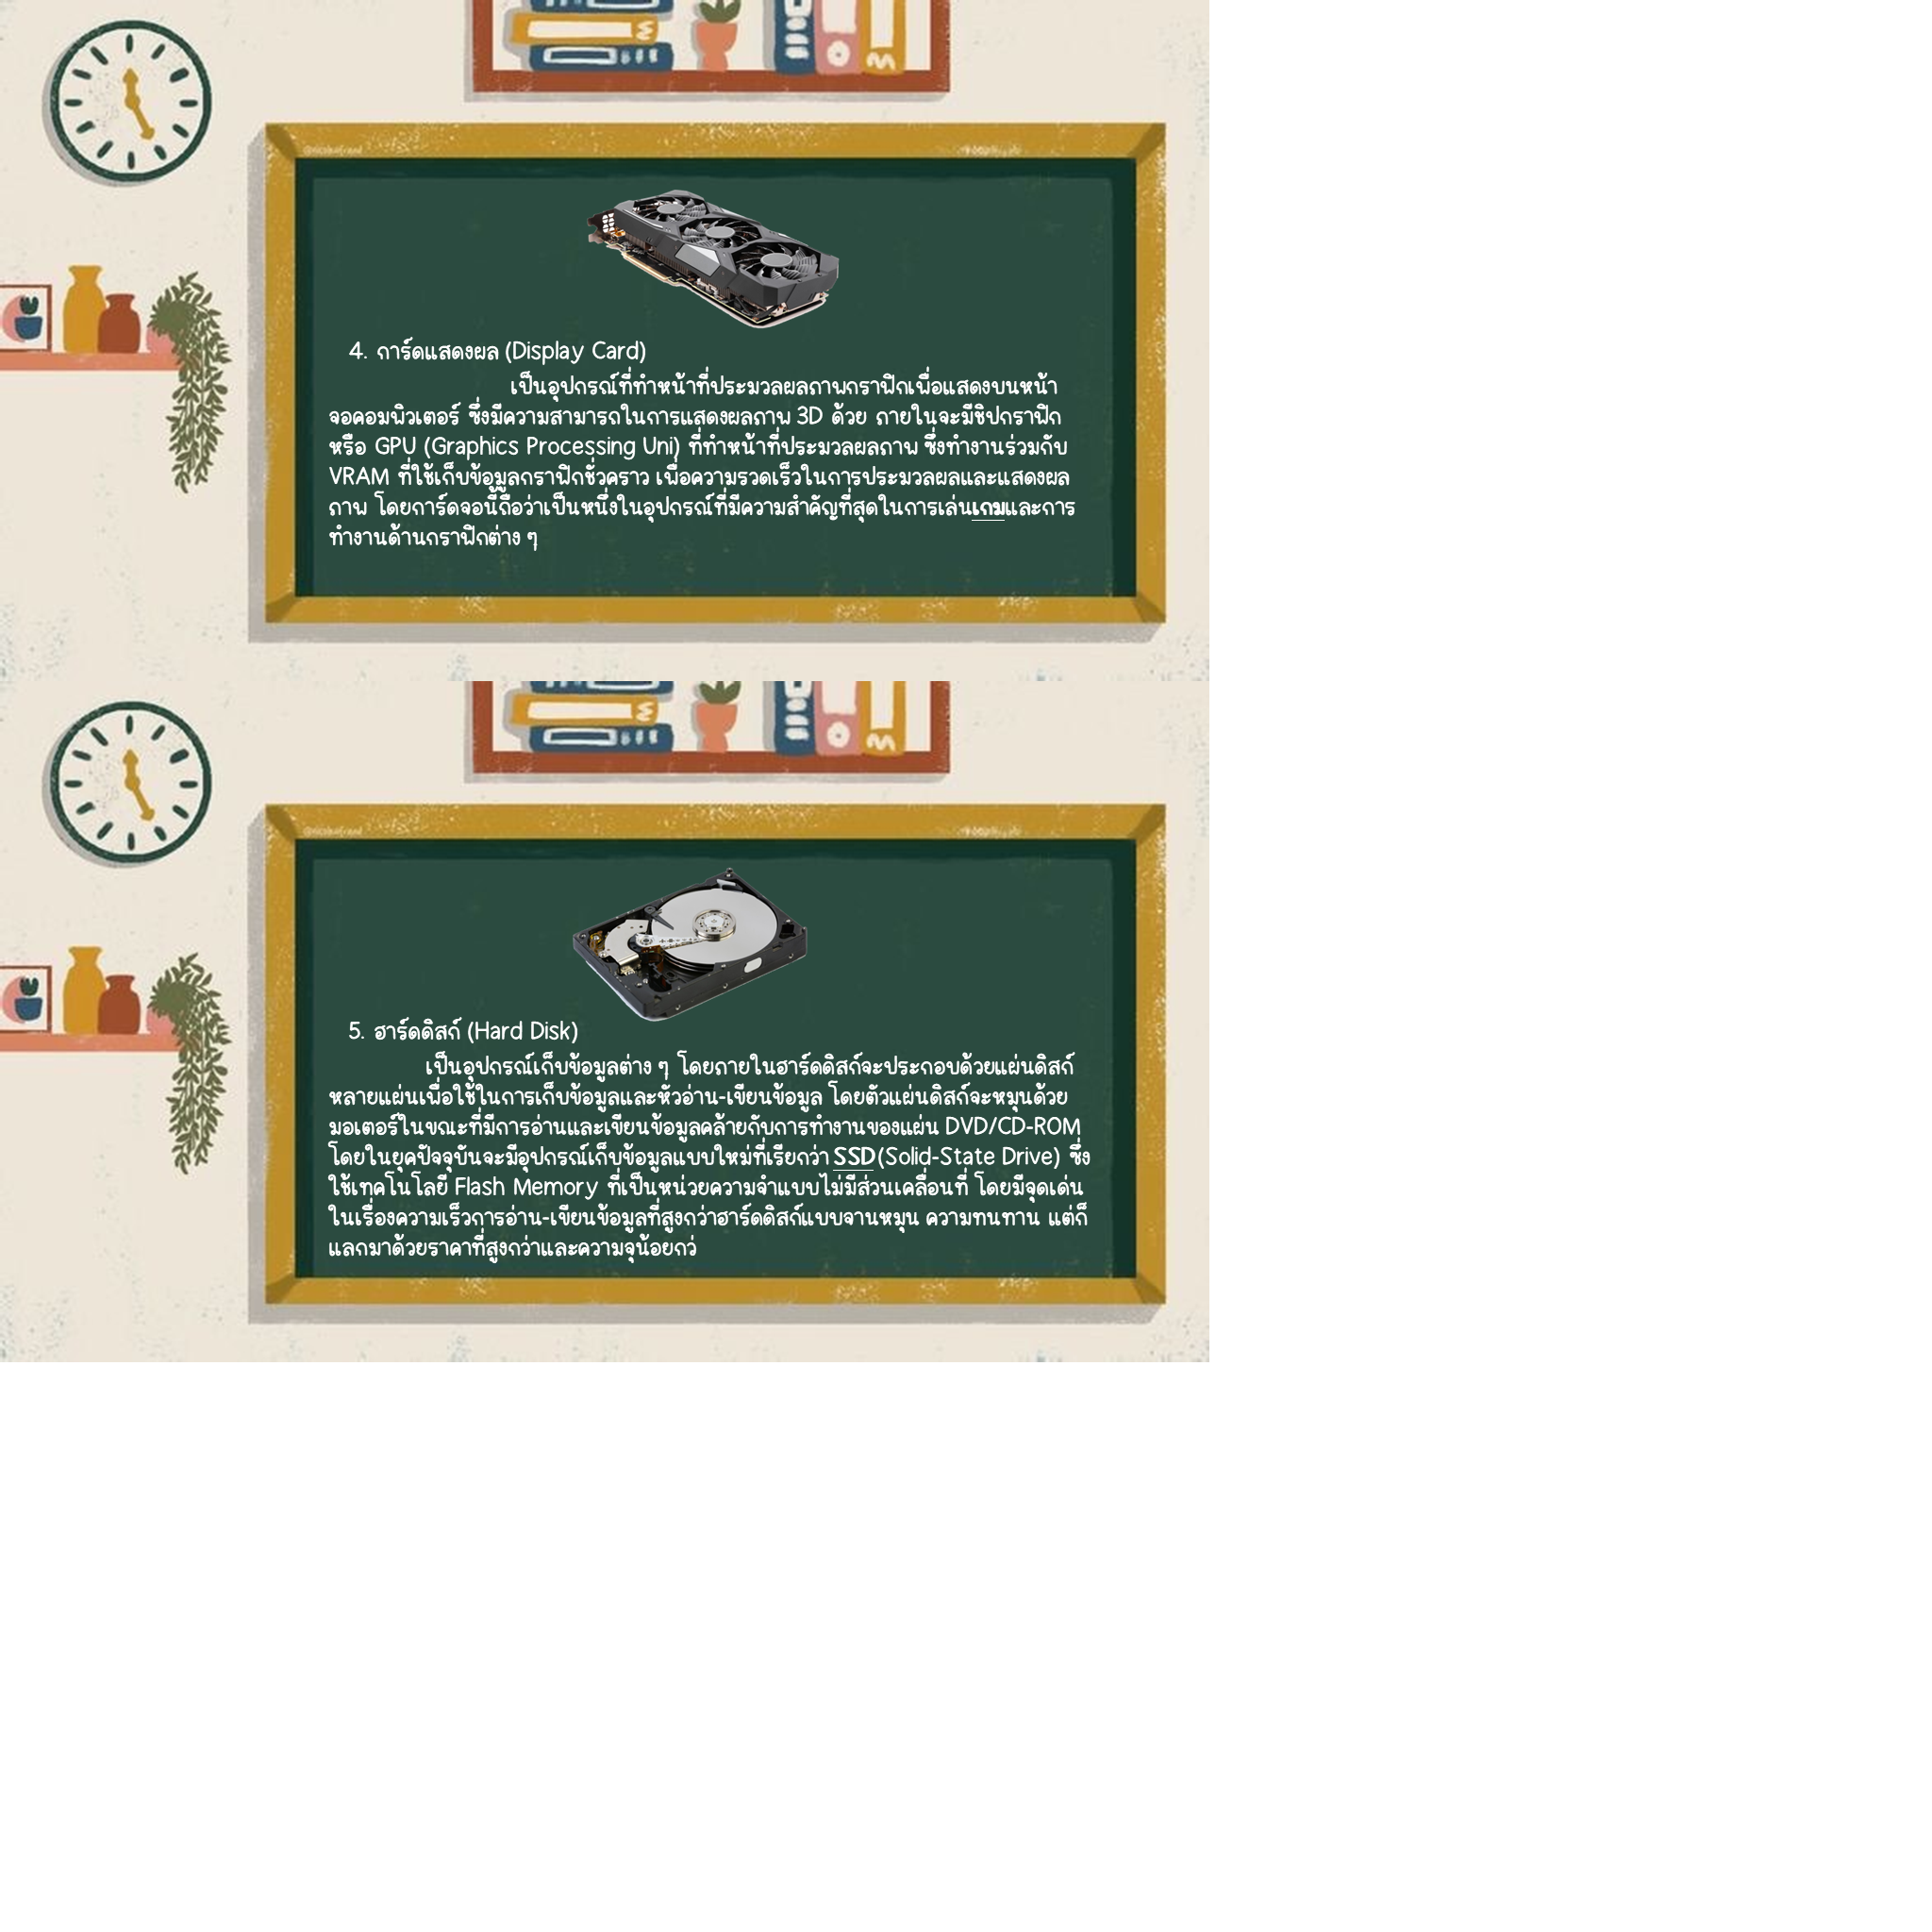 4. การ์ดแสดงผล (Display Card)
เป็นอุปกรณ์ที่ทำหน้าที่ประมวลผลภาพกราฟิกเพื่อแสดงบนหน้า
จอคอมพิวเตอร์ ซึ่งมีความสามารถในการแสดงผลภาพ 3D ด้วย ภายในจะมีชิปกราฟิก
หรือ GPU (Graphics Processing Uni) ที่ทำหน้าที่ประมวลผลภาพ ซึ่งทำงานร่วมกับ
VRAM ที่ใช้เก็บข้อมูลกราฟิกชั่วคราว เพื่อความรวดเร็วในการประมวลผลและแสดงผล
ภาพ โดยการ์ดจอนี้ถือว่าเป็นหนึ่งในอุปกรณ์ที่มีความสำคัญที่สุดในการเล่นเกมและการ
ทำงานด้านกราฟิกต่าง ๆ
5. ฮาร์ดดิสก์ (Hard Disk)
เป็นอุปกรณ์เก็บข้อมูลต่าง ๆ โดยภายในฮาร์ดดิสก์จะประกอบด้วยแผ่นดิสก์
หลายแผ่นเพื่อใช้ในการเก็บข้อมูลและหัวอ่าน-เขียนข้อมูล โดยตัวแผ่นดิสก์จะหมุนด้วย
มอเตอร์ในขณะที่มีการอ่านและเขียนข้อมูลคล้ายกับการทำงานของแผ่น DVD/CD-ROM
โดยในยุคปัจจุบันจะมีอุปกรณ์เก็บข้อมูลแบบใหม่ที่เรียกว่า SSD(Solid-State Drive) ซึ่ง
ใช้เทคโนโลยี Flash Memory ที่เป็นหน่วยความจำแบบไม่มีส่วนเคลื่อนที่ โดยมีจุดเด่น
ในเรื่องความเร็วการอ่าน-เขียนข้อมูลที่สูงกว่าฮาร์ดดิสก์แบบจานหมุน ความทนทาน แต่ก็
แลกมาด้วยราคาที่สูงกว่าและความจุน้อยกว่